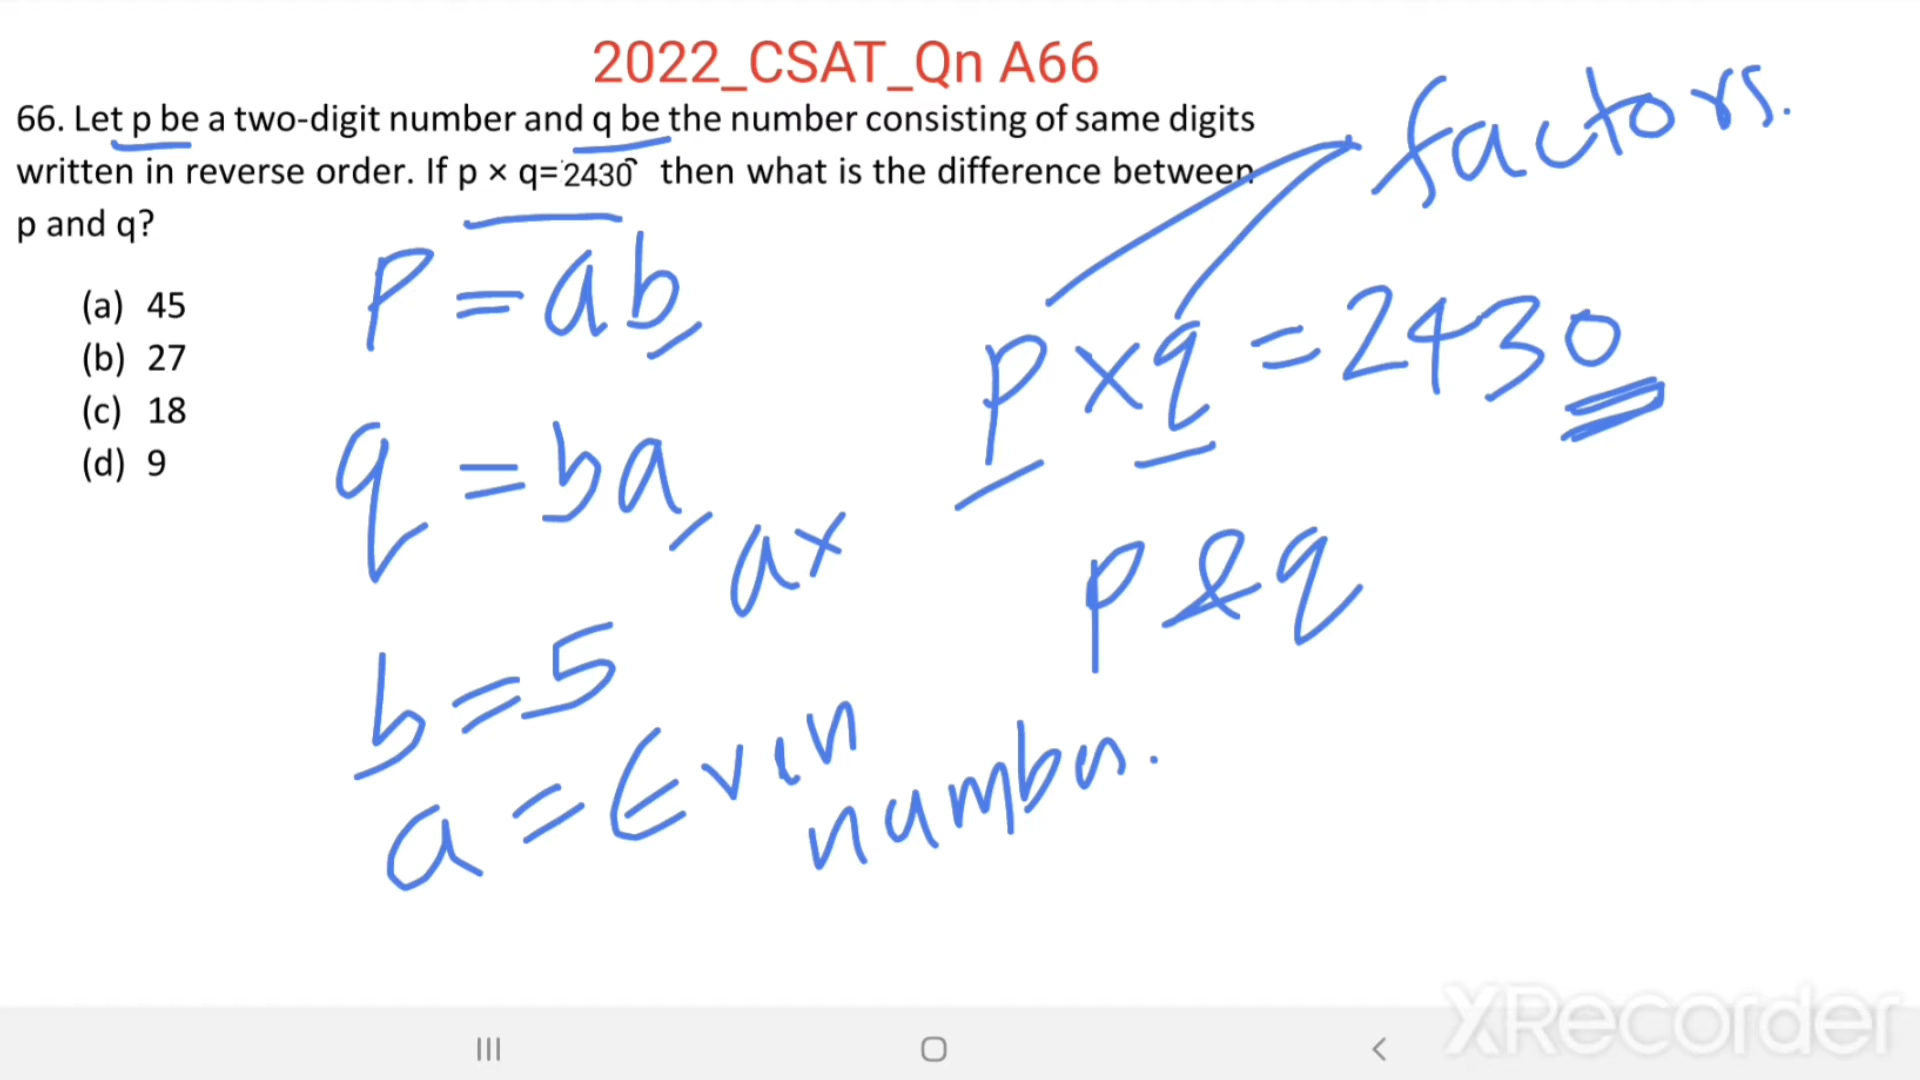 2022_CSAT_Qn A66
66. Let p be a two-digit number and q be the number consisting of same digits
written in reverse order. If p × q= 2430 then what is the difference between
p and q?
(a) 45
(b) 27
(c) 18
(d) 9
factors.
P = ab,
p x q = 2430
q = ba,
ax
p & q
b = 5
a = Even
number.
XRecorder